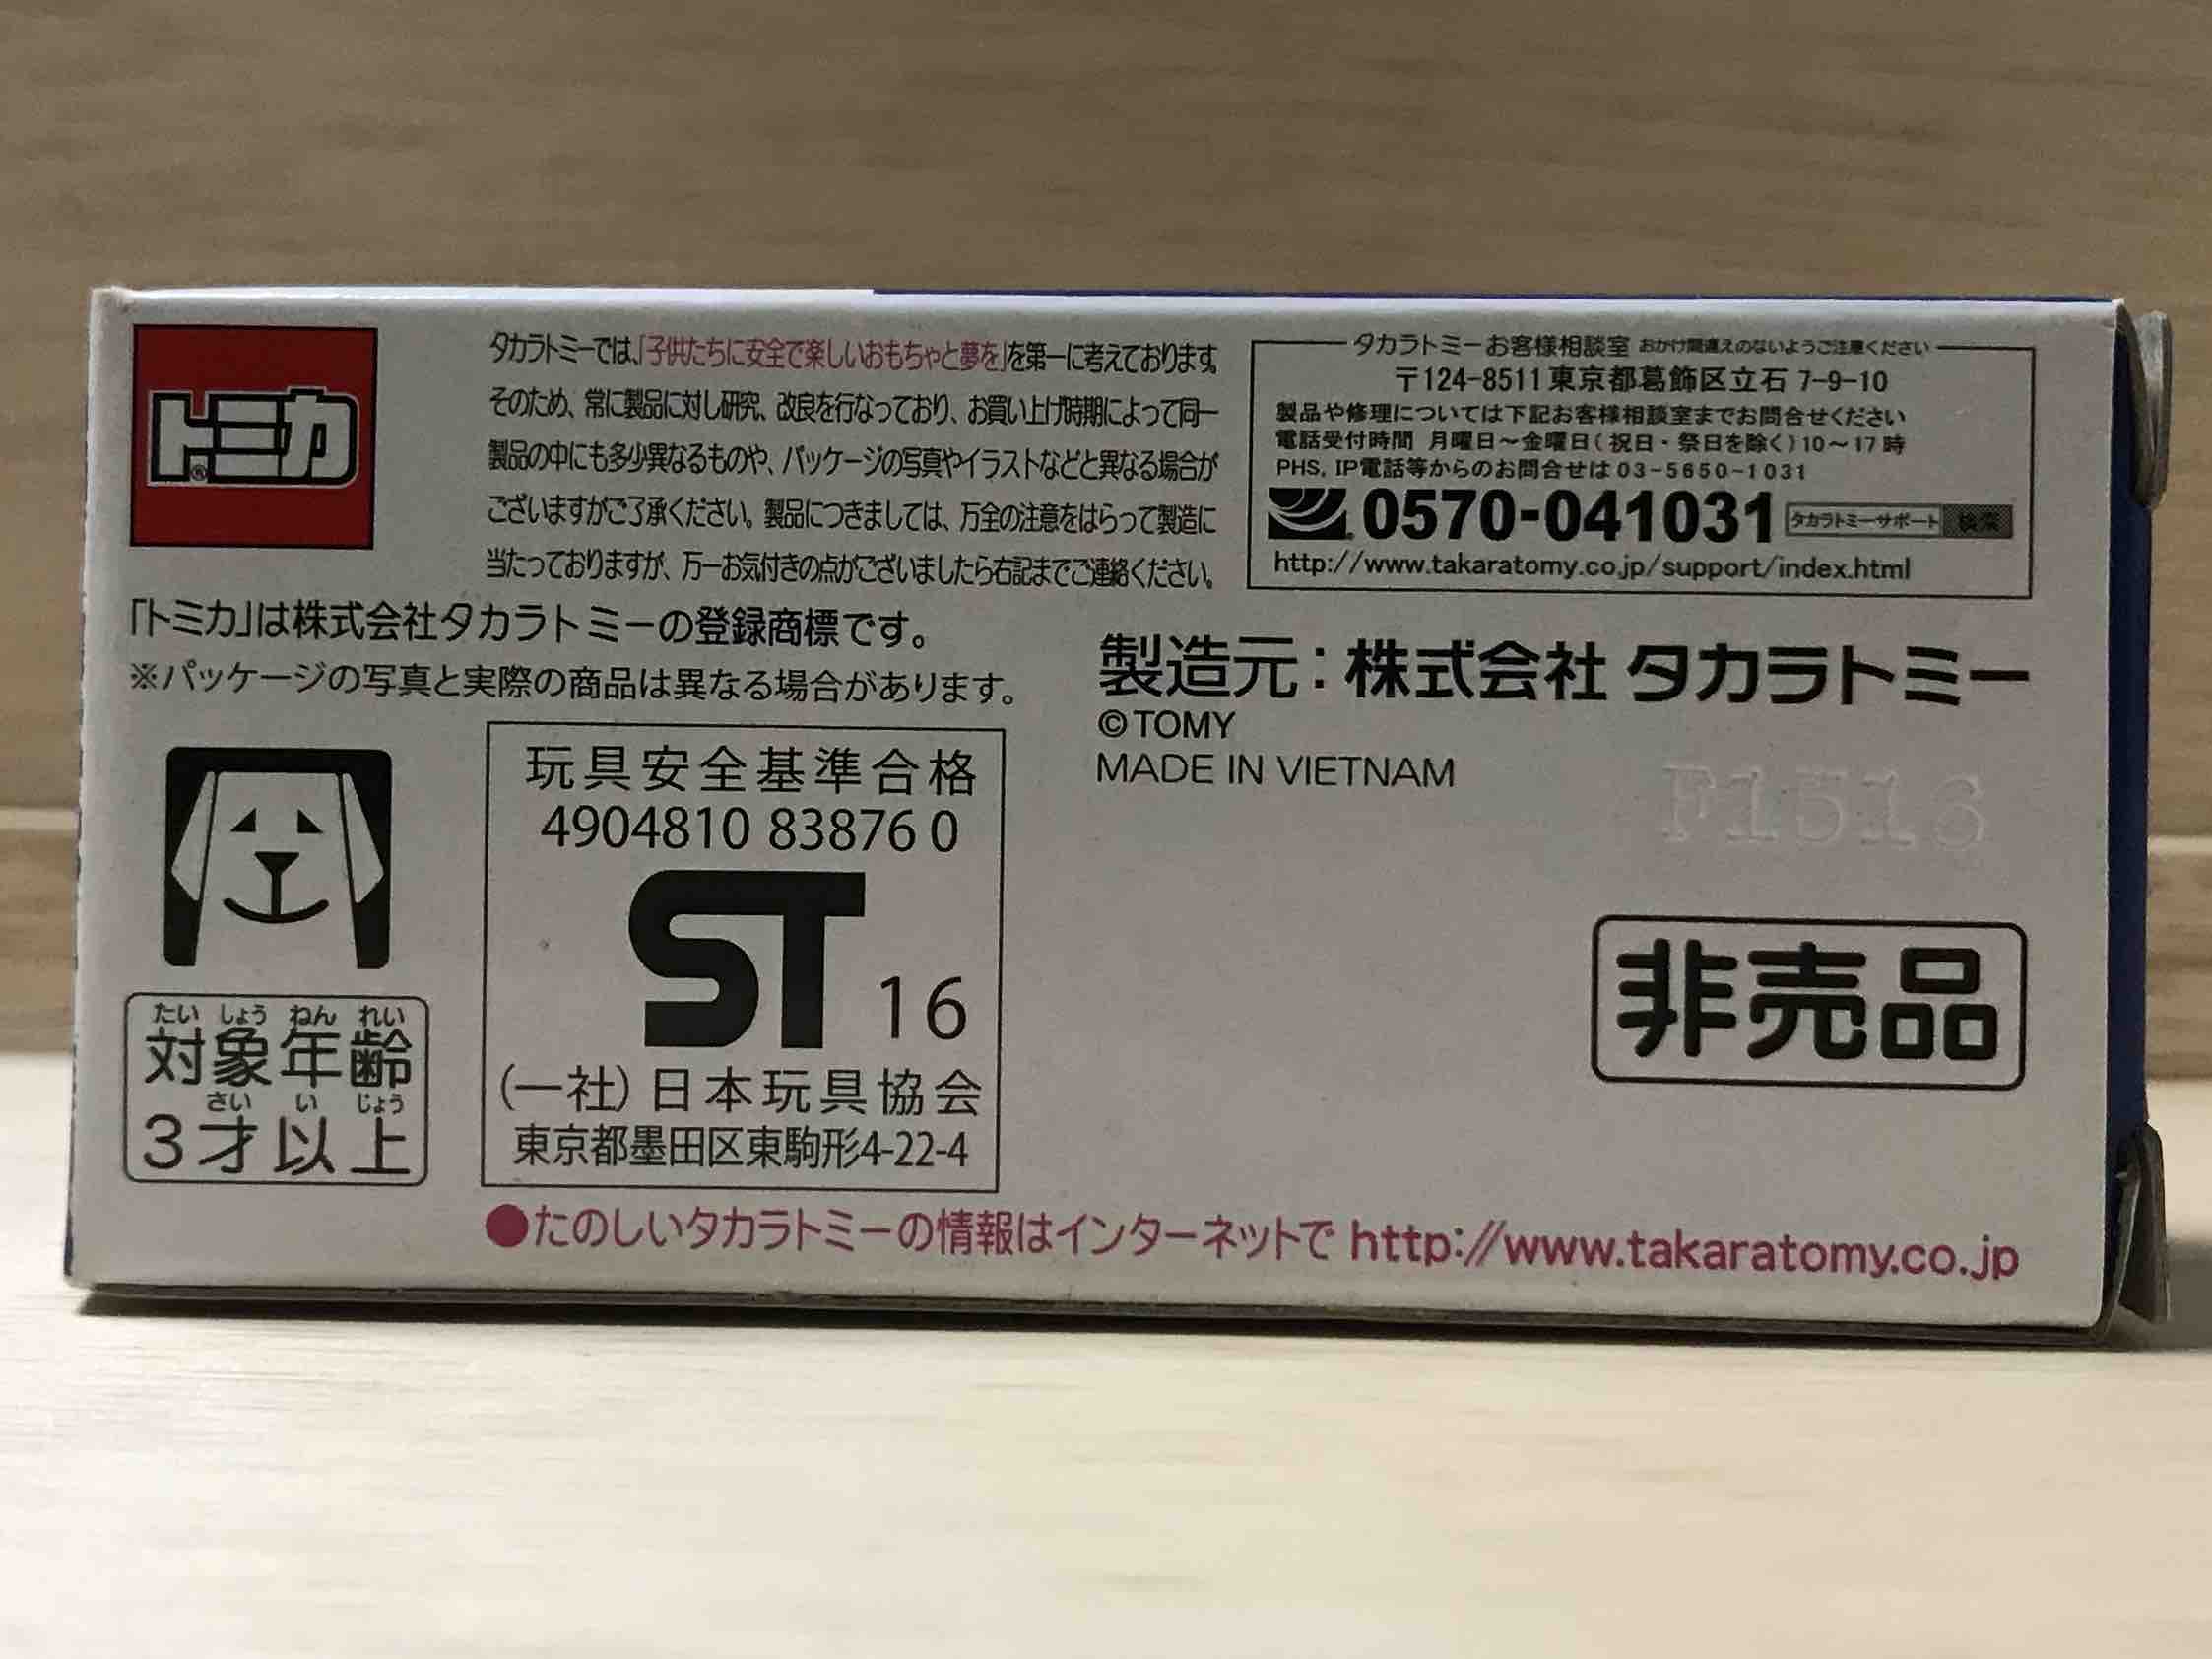 トミカ®
タカラトミーでは、「子供たちに安全で楽しいおもちゃと夢を」を第一に考えております。
そのため、常に製品に対し研究、改良を行なっており、お買い上げ時期によって同一
製品の中にも多少異なるものや、パッケージの写真やイラストなどと異なる場合が
ございますがご了承ください。製品につきましては、万全の注意をはらって製造に
当たっておりますが、万一お気付きの点がございましたら右記までご連絡ください。
タカラトミーお客様相談室 おかけ間違えのないようご注意ください
〒124-8511 東京都葛飾区立石 7-9-10
製品や修理については下記お客様相談室までお問合せください
電話受付時間 月曜日〜金曜日(祝日・祭日を除く)10〜17時
PHS, IP電話等からのお問合せは 03-5650-1031
0570-041031 タカラトミーサポート 検索
http://www.takaratomy.co.jp/support/index.html
「トミカ」は株式会社タカラトミーの登録商標です。
※パッケージの写真と実際の商品は異なる場合があります。
製造元：株式会社 タカラトミー
©TOMY
MADE IN VIETNAM
F1516
玩具安全基準合格
4904810 83876 0
ST 16
(一社) 日本玩具協会
東京都墨田区東駒形4-22-4
たい しょう ねん れい
対象年齢
さい い じょう
3才以上
非売品
●たのしいタカラトミーの情報はインターネットで http://www.takaratomy.co.jp